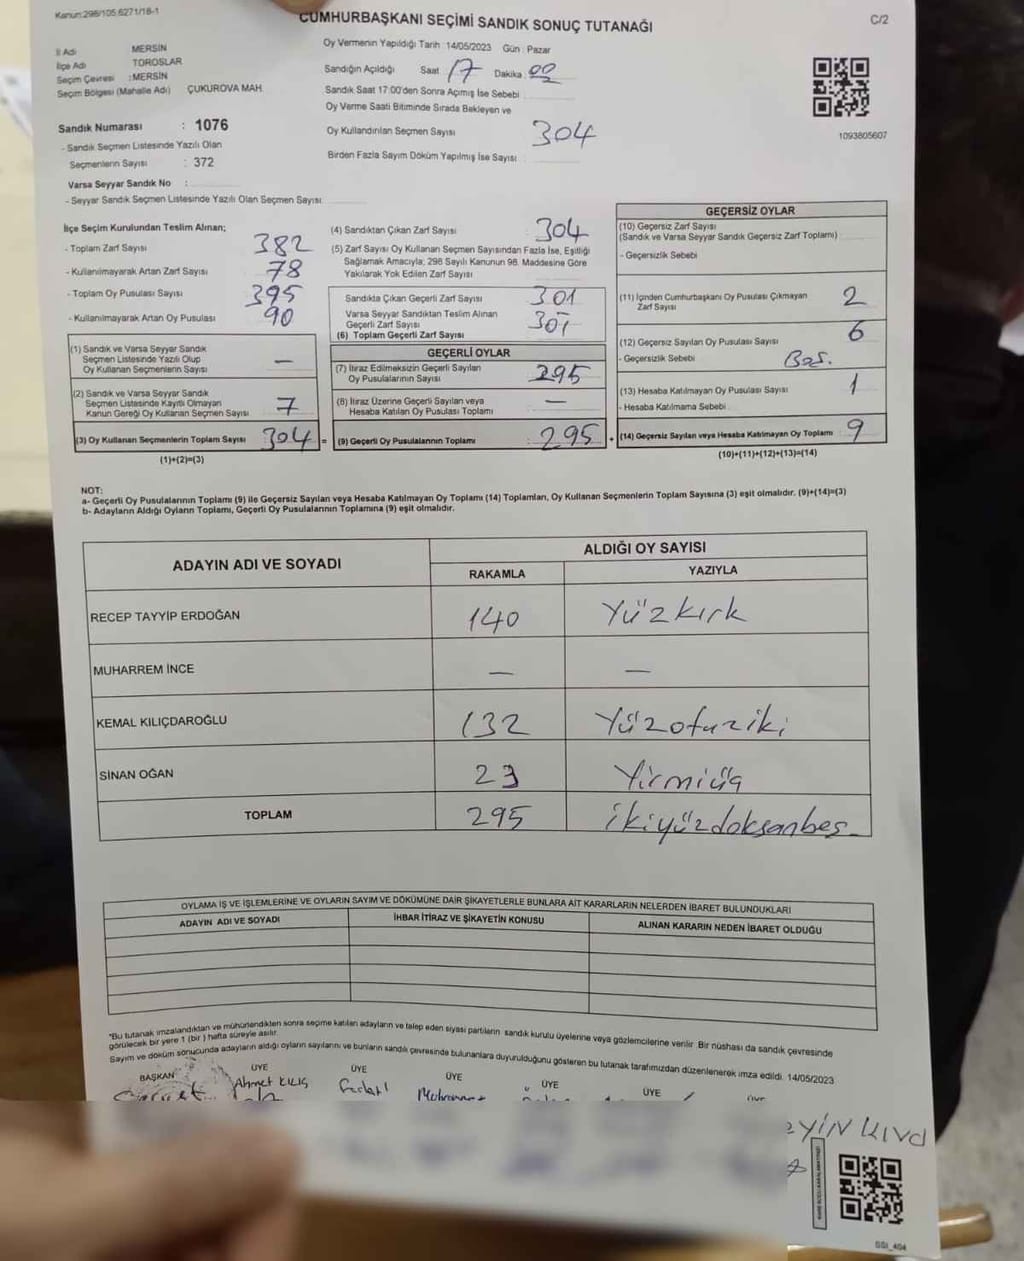 Kanun:298/105,6271/18-1
CUMHURBAŞKANI SEÇİMİ SANDIK SONUÇ TUTANAĞI
C/2
İl Adı : MERSİN
İlçe Adı : TOROSLAR
Seçim Çevresi : MERSİN
Seçim Bölgesi (Mahalle Adı) ÇUKUROVA MAH.
Sandık Numarası : 1076
- Sandık Seçmen Listesinde Yazılı Olan
Seçmenlerin Sayısı : 372
Varsa Seyyar Sandık No :
- Seyyar Sandık Seçmen Listesinde Yazılı Olan Seçmen Sayısı:
Oy Vermenin Yapıldığı Tarih :14/05/2023 Gün : Pazar
Sandığın Açıldığı Saat 17 Dakika
Sandık Saat 17:00'den Sonra Açımış İse Sebebi
Oy Verme Saati Bitiminde Sırada Bekleyen ve
Oy Kullandırılan Seçmen Sayısı 304
Birden Fazla Sayım Döküm Yapılmış İse Sayısı
1093805607
İlçe Seçim Kurulundan Teslim Alınan;
- Toplam Zarf Sayısı 382
- Kullanılmayarak Artan Zarf Sayısı 78
- Toplam Oy Pusulası Sayısı 395
- Kullanılmayarak Artan Oy Pusulası 90
(1) Sandık ve Varsa Seyyar Sandık
Seçmen Listesinde Yazılı Olup
Oy Kullanan Seçmenlerin Sayısı —
(2) Sandık ve Varsa Seyyar Sandık
Seçmen Listesinde Kayıtlı Olmayan
Kanun Gereği Oy Kullanan Seçmen Sayısı 7
(3) Oy Kullanan Seçmenlerin Toplam Sayısı 304 =
(1)+(2)=(3)
(4) Sandıktan Çıkan Zarf Sayısı 304
(5) Zarf Sayısı Oy Kullanan Seçmen Sayısından Fazla İse, Eşitliği
Sağlamak Amacıyla; 298 Sayılı Kanunun 98. Maddesine Göre
Yakılarak Yok Edilen Zarf Sayısı
Sandıkta Çıkan Geçerli Zarf Sayısı 301
Varsa Seyyar Sandıktan Teslim Alınan
Geçerli Zarf Sayısı
(6) Toplam Geçerli Zarf Sayısı 301
GEÇERLİ OYLAR
(7) İtiraz Edilmeksizin Geçerli Sayılan
Oy Pusulalarının Sayısı 295
(8) İtiraz Üzerine Geçerli Sayılan veya
Hesaba Katılan Oy Pusulası Toplamı —
(9) Geçerli Oy Pusulalarının Toplamı : 295 +
GEÇERSİZ OYLAR
(10) Geçersiz Zarf Sayısı
(Sandık ve Varsa Seyyar Sandık Geçersiz Zarf Toplamı)
- Geçersizlik Sebebi
(11) İçinden Cumhurbaşkanı Oy Pusulası Çıkmayan
Zarf Sayısı 2
(12) Geçersiz Sayılan Oy Pusulası Sayısı 6
- Geçersizlik Sebebi
(13) Hesaba Katılmayan Oy Pusulası Sayısı 1
- Hesaba Katılmama Sebebi
(14) Geçersiz Sayılan veya Hesaba Katılmayan Oy Toplamı 9
(10)+(11)+(12)+(13)=(14)
NOT:
a- Geçerli Oy Pusulalarının Toplamı (9) ile Geçersiz Sayılan veya Hesaba Katılmayan Oy Toplamı (14) Toplamları, Oy Kullanan Seçmenlerin Toplam Sayısına (3) eşit olmalıdır. (9)+(14)=(3)
b- Adayların Aldığı Oyların Toplamı, Geçerli Oy Pusulalarının Toplamına (9) eşit olmalıdır.
ADAYIN ADI VE SOYADI
ALDIĞI OY SAYISI
RAKAMLA YAZIYLA
RECEP TAYYİP ERDOĞAN 140 Yüzkırk
MUHARREM İNCE — —
KEMAL KILIÇDAROĞLU 132 Yüzotuziki
SİNAN OĞAN 23 Yirmiüç
TOPLAM 295 ikiyüzdoksanbeş
OYLAMA İŞ VE İŞLEMLERİNE VE OYLARIN SAYIM VE DÖKÜMÜNE DAİR ŞİKAYETLERLE BUNLARA AİT KARARLARIN NELERDEN İBARET BULUNDUKLARI
ADAYIN ADI VE SOYADI
İHBAR İTİRAZ VE ŞİKAYETİN KONUSU
ALINAN KARARIN NEDEN İBARET OLDUĞU
*Bu tutanak imzalandıktan ve mühürlendikten sonra seçime katılan adayların ve talep eden siyasi partilerin sandık kurulu üyelerine veya gözlemcilerine verilir. Bir nüshası da sandık çevresinde
görülecek bir yere 1 (bir) hafta süreyle asılır.
Sayım ve döküm sonucunda adayların aldığı oyların sayılarını ve bunların sandık çevresinde bulunanlara duyurulduğunu gösteren bu tutanak tarafımızdan düzenlenerek imza edildi. 14/05/2023
BAŞKAN ÜYE ÜYE ÜYE ÜYE ÜYE ÜYE
Ahmet KILIÇ
GSI_404